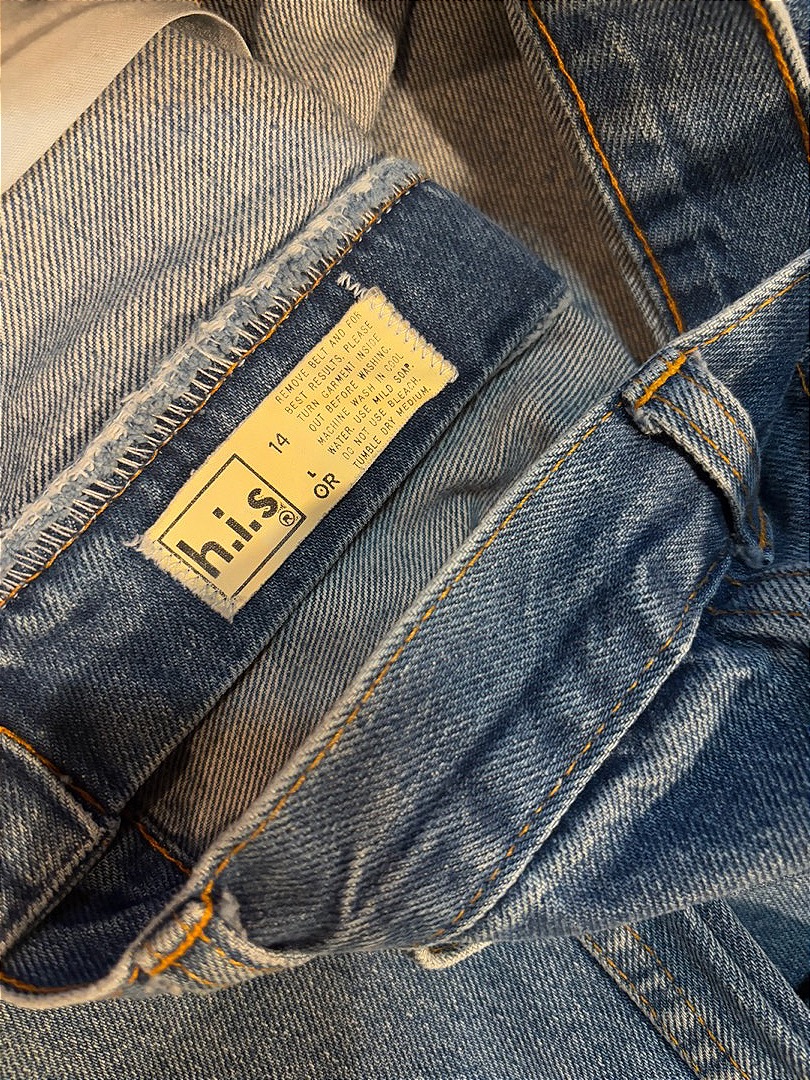 h.i.s®
14
L
OR
REMOVE BELT AND FOR
BEST RESULTS, PLEASE
TURN GARMENT INSIDE
OUT BEFORE WASHING.
MACHINE WASH IN COOL
WATER. USE MILD SOAP.
DO NOT USE BLEACH.
TUMBLE DRY MEDIUM.